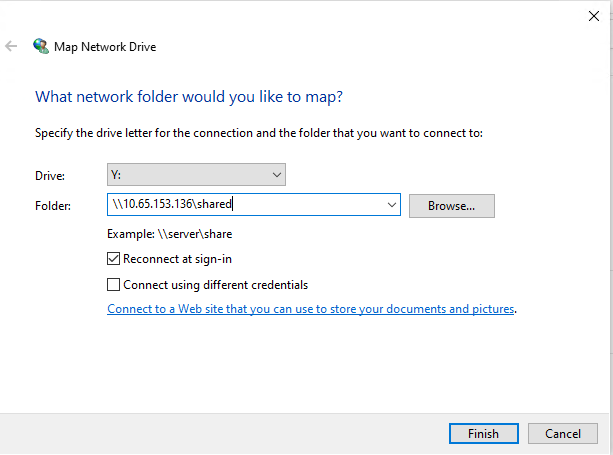 Map Network Drive
What network folder would you like to map?
Specify the drive letter for the connection and the folder that you want to connect to:
Drive: Y:
Folder: \\10.65.153.136\shared Browse...
Example: \\server\share
Reconnect at sign-in
Connect using different credentials
Connect to a Web site that you can use to store your documents and pictures.
Finish Cancel